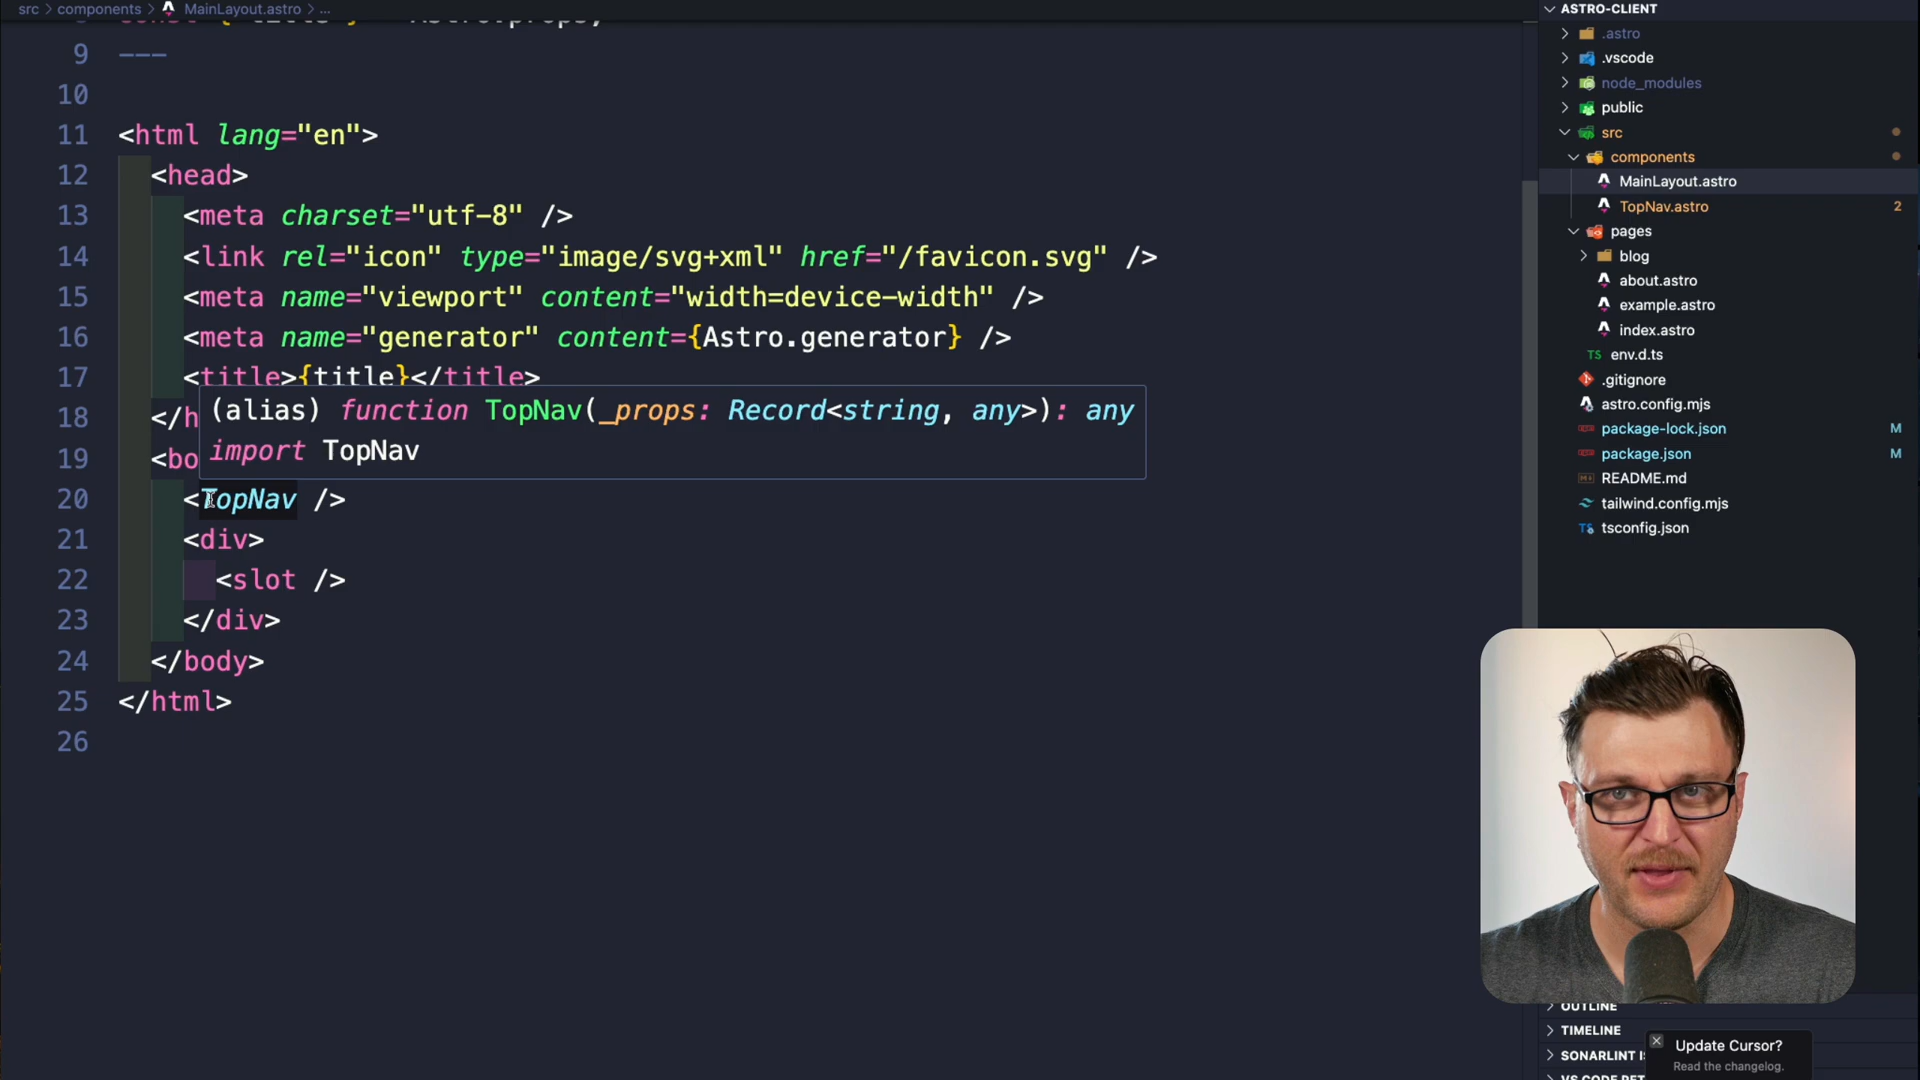 src > components > MainLayout.astro > ...
9 ---
10
11 <html lang="en">
12 <head>
13 <meta charset="utf-8" />
14 <link rel="icon" type="image/svg+xml" href="/favicon.svg" />
15 <meta name="viewport" content="width=device-width" />
16 <meta name="generator" content={Astro.generator} />
17 <title>{title}</title>
(alias) function TopNav(_props: Record<string, any>): any
18 </h
import TopNav
19 <bo
20 <TopNav />
21 <div>
22 <slot />
23 </div>
24 </body>
25 </html>
26
ASTRO-CLIENT
.astro
.vscode
node_modules
public
src
components
MainLayout.astro
TopNav.astro 2
pages
blog
about.astro
example.astro
index.astro
TS env.d.ts
.gitignore
astro.config.mjs
package-lock.json M
package.json M
README.md
tailwind.config.mjs
tsconfig.json
OUTLINE
TIMELINE
SONARLINT
Update Cursor?
Read the changelog.